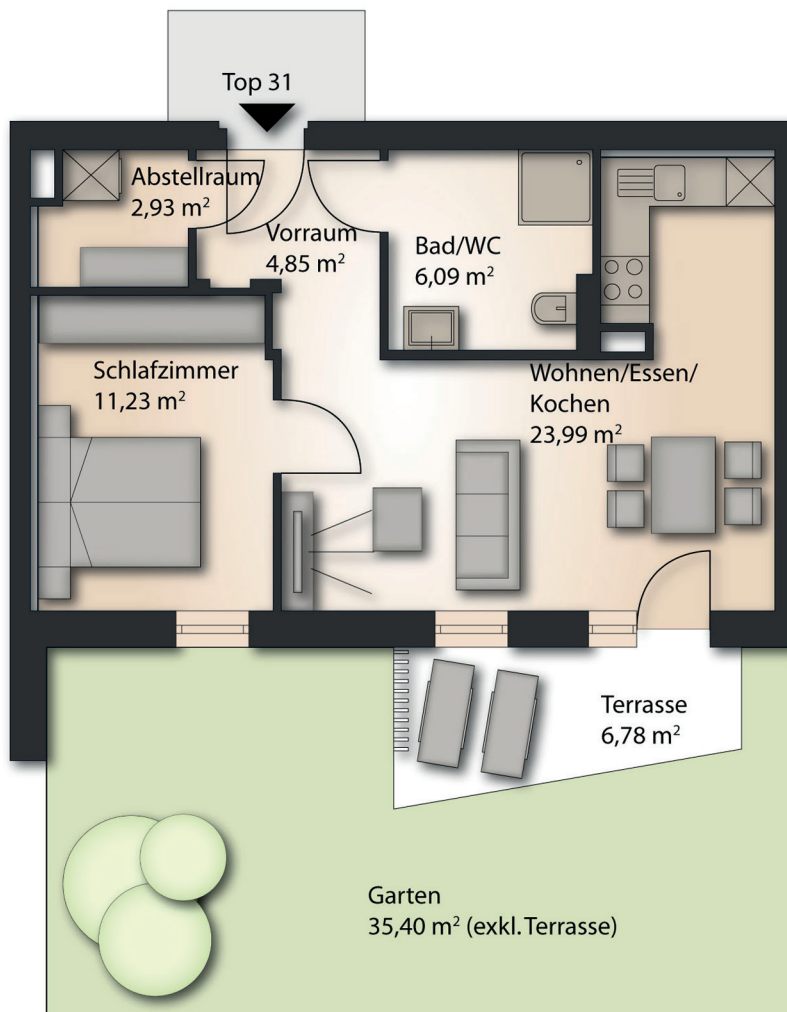 Top 31
Abstellraum
2,93 m²
Vorraum
4,85 m²
Bad/WC
6,09 m²
Schlafzimmer
11,23 m²
Wohnen/Essen/
Kochen
23,99 m²
Terrasse
6,78 m²
Garten
35,40 m² (exkl. Terrasse)